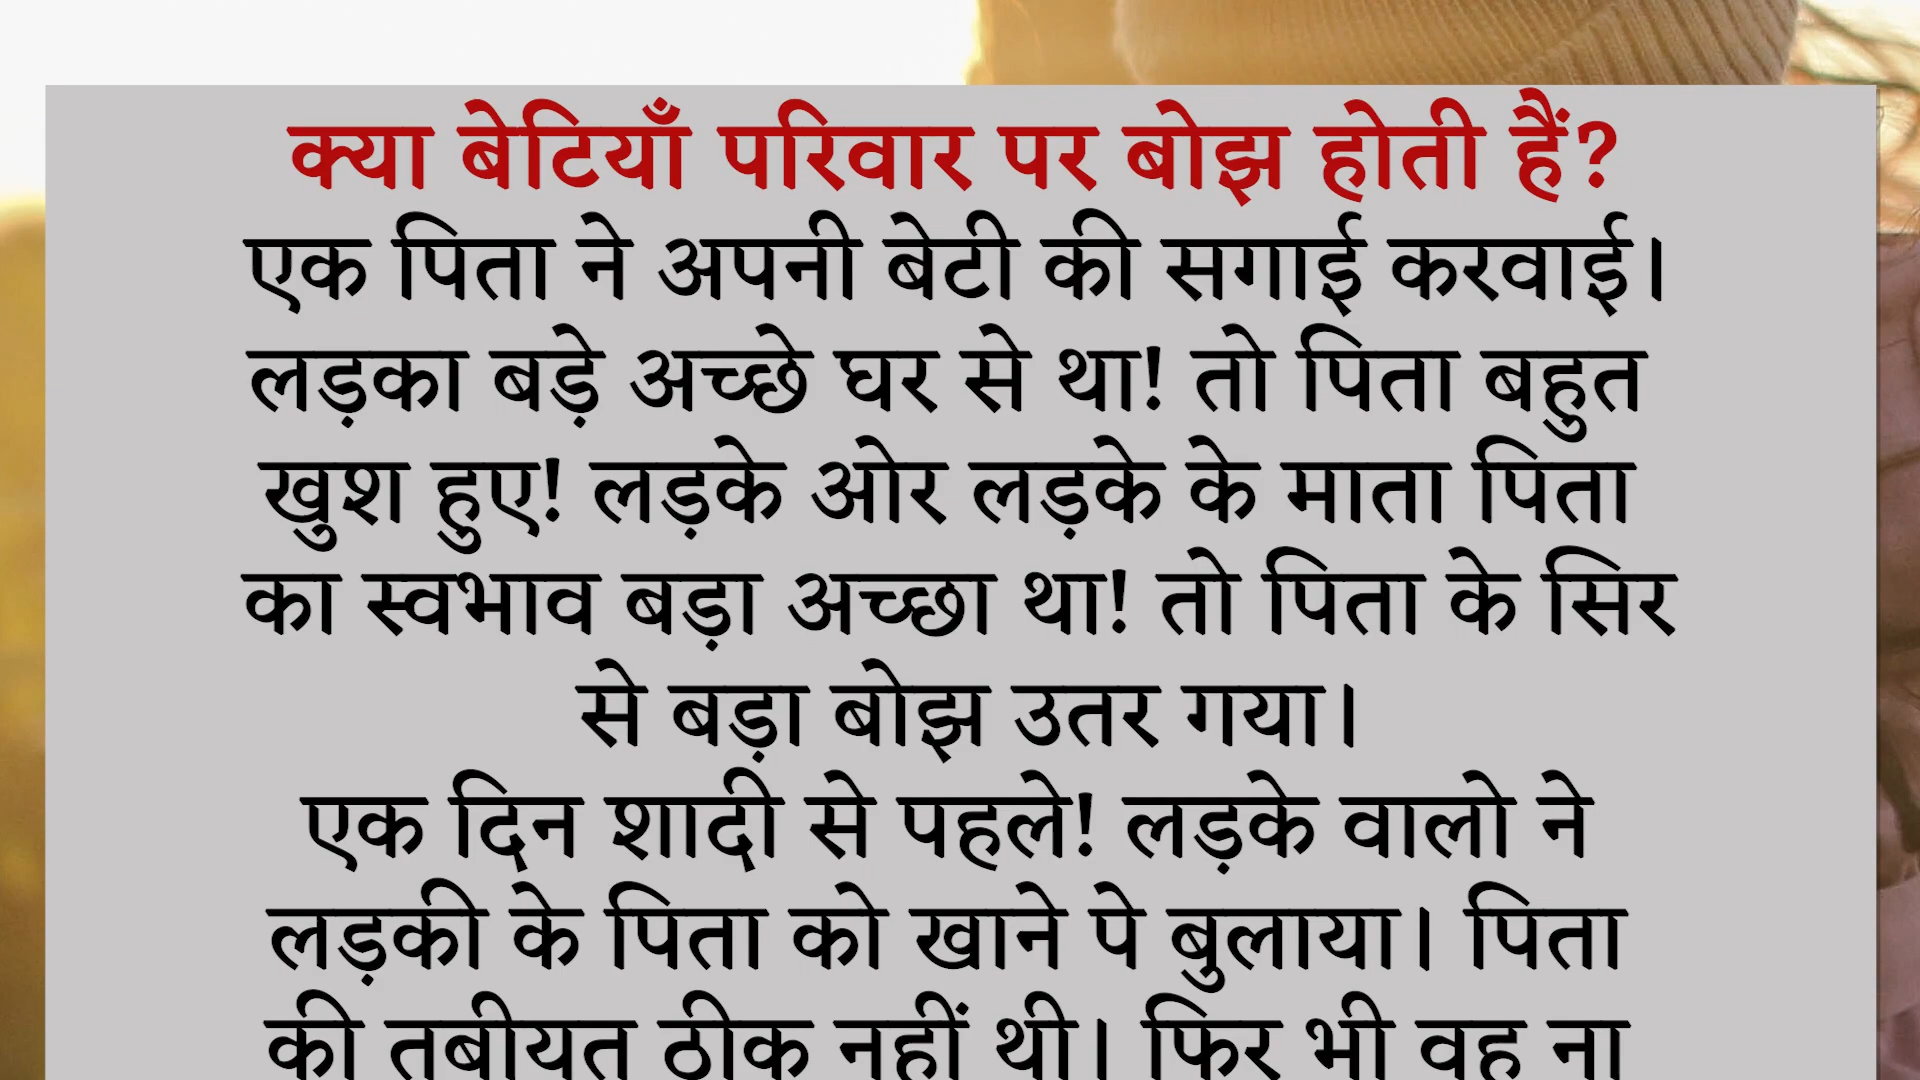 क्या बेटियाँ परिवार पर बोझ होती हैं?
एक पिता ने अपनी बेटी की सगाई करवाई।
लड़का बड़े अच्छे घर से था! तो पिता बहुत
खुश हुए! लड़के ओर लड़के के माता पिता
का स्वभाव बड़ा अच्छा था! तो पिता के सिर
से बड़ा बोझ उतर गया।
एक दिन शादी से पहले! लड़के वालो ने
लड़की के पिता को खाने पे बुलाया। पिता
की तबीयत ठीक नहीं थी। फिर भी वह ना